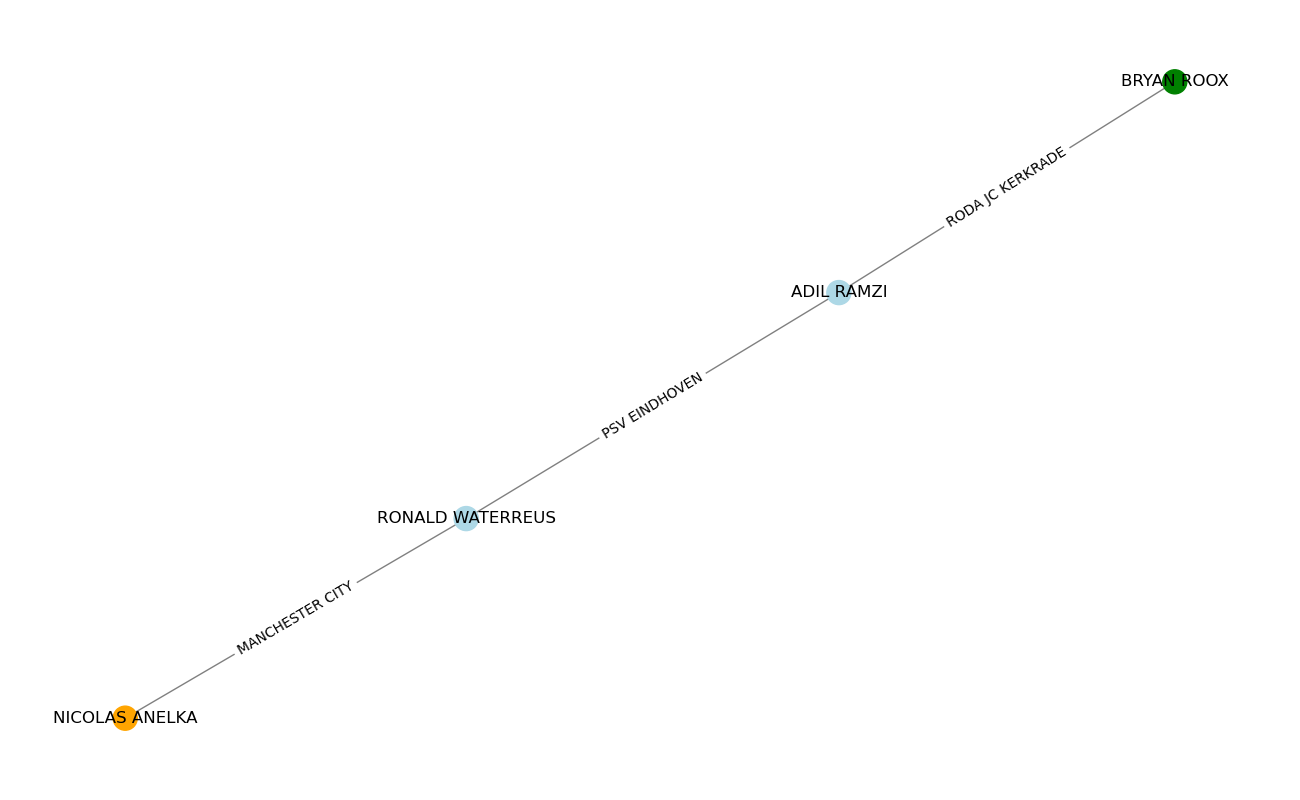 BRYAN ROOX
RODA JC KERKRADE
ADIL RAMZI
PSV EINDHOVEN
RONALD WATERREUS
MANCHESTER CITY
NICOLAS ANELKA